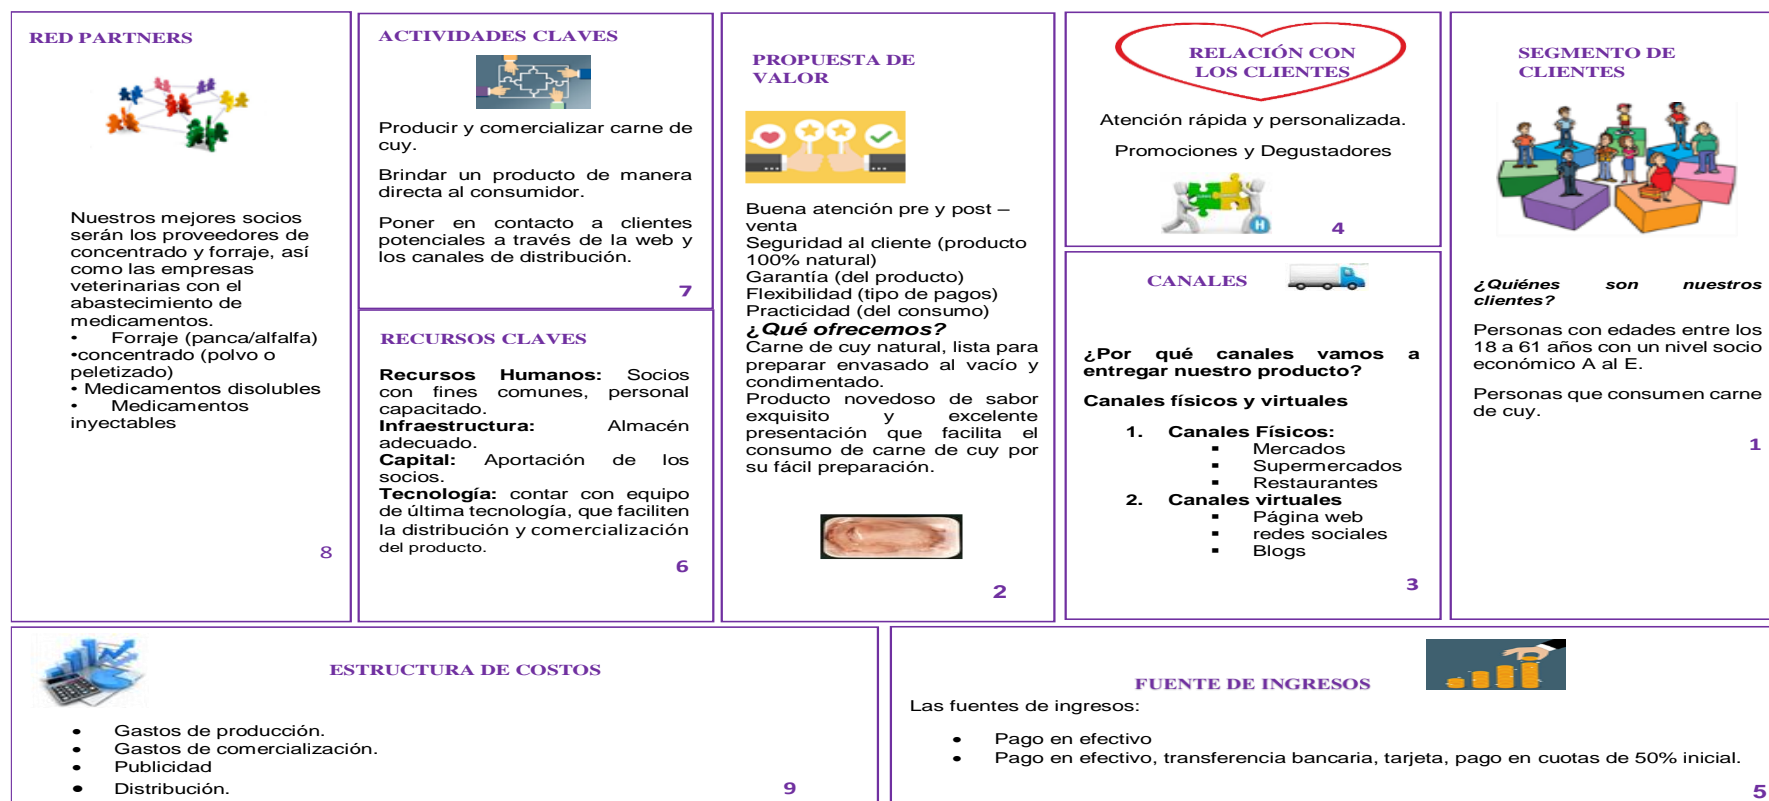 RED PARTNERS
Nuestros mejores socios
serán los proveedores de
concentrado y forraje, así
como las empresas
veterinarias con el
abastecimiento de
medicamentos.
• Forraje (panca/alfalfa)
•concentrado (polvo o
peletizado)
• Medicamentos disolubles
• Medicamentos
inyectables
8
ACTIVIDADES CLAVES
Producir y comercializar carne de
cuy.
Brindar un producto de manera
directa al consumidor.
Poner en contacto a clientes
potenciales a través de la web y
los canales de distribución.
7
RECURSOS CLAVES
Recursos Humanos: Socios
con fines comunes, personal
capacitado.
Infraestructura: Almacén
adecuado.
Capital: Aportación de los
socios.
Tecnología: contar con equipo
de última tecnología, que faciliten
la distribución y comercialización
del producto.
6
PROPUESTA DE
VALOR
Buena atención pre y post –
venta
Seguridad al cliente (producto
100% natural)
Garantía (del producto)
Flexibilidad (tipo de pagos)
Practicidad (del consumo)
¿Qué ofrecemos?
Carne de cuy natural, lista para
preparar envasado al vacío y
condimentado.
Producto novedoso de sabor
exquisito y excelente
presentación que facilita el
consumo de carne de cuy por
su fácil preparación.
2
RELACIÓN CON
LOS CLIENTES
Atención rápida y personalizada.
Promociones y Degustadores
H
4
CANALES
¿Por qué canales vamos a
entregar nuestro producto?
Canales físicos y virtuales
1. Canales Físicos:
▪ Mercados
▪ Supermercados
▪ Restaurantes
2. Canales virtuales
▪ Página web
▪ redes sociales
▪ Blogs
3
SEGMENTO DE
CLIENTES
¿Quiénes son nuestros
clientes?
Personas con edades entre los
18 a 61 años con un nivel socio
económico A al E.
Personas que consumen carne
de cuy.
1
ESTRUCTURA DE COSTOS
• Gastos de producción.
• Gastos de comercialización.
• Publicidad
• Distribución.
9
FUENTE DE INGRESOS
Las fuentes de ingresos:
• Pago en efectivo
• Pago en efectivo, transferencia bancaria, tarjeta, pago en cuotas de 50% inicial.
5